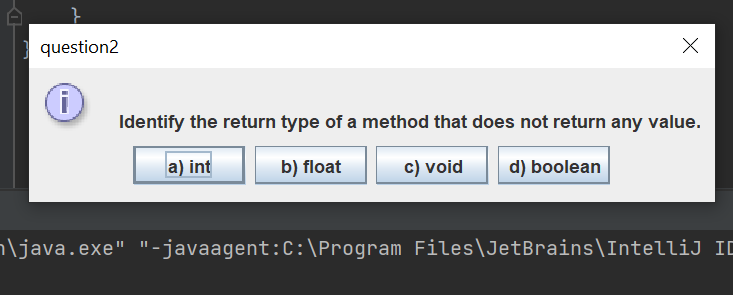 }
}
question2
i
Identify the return type of a method that does not return any value.
a) int b) float c) void d) boolean
n\java.exe" "-javaagent:C:\Program Files\JetBrains\IntelliJ ID